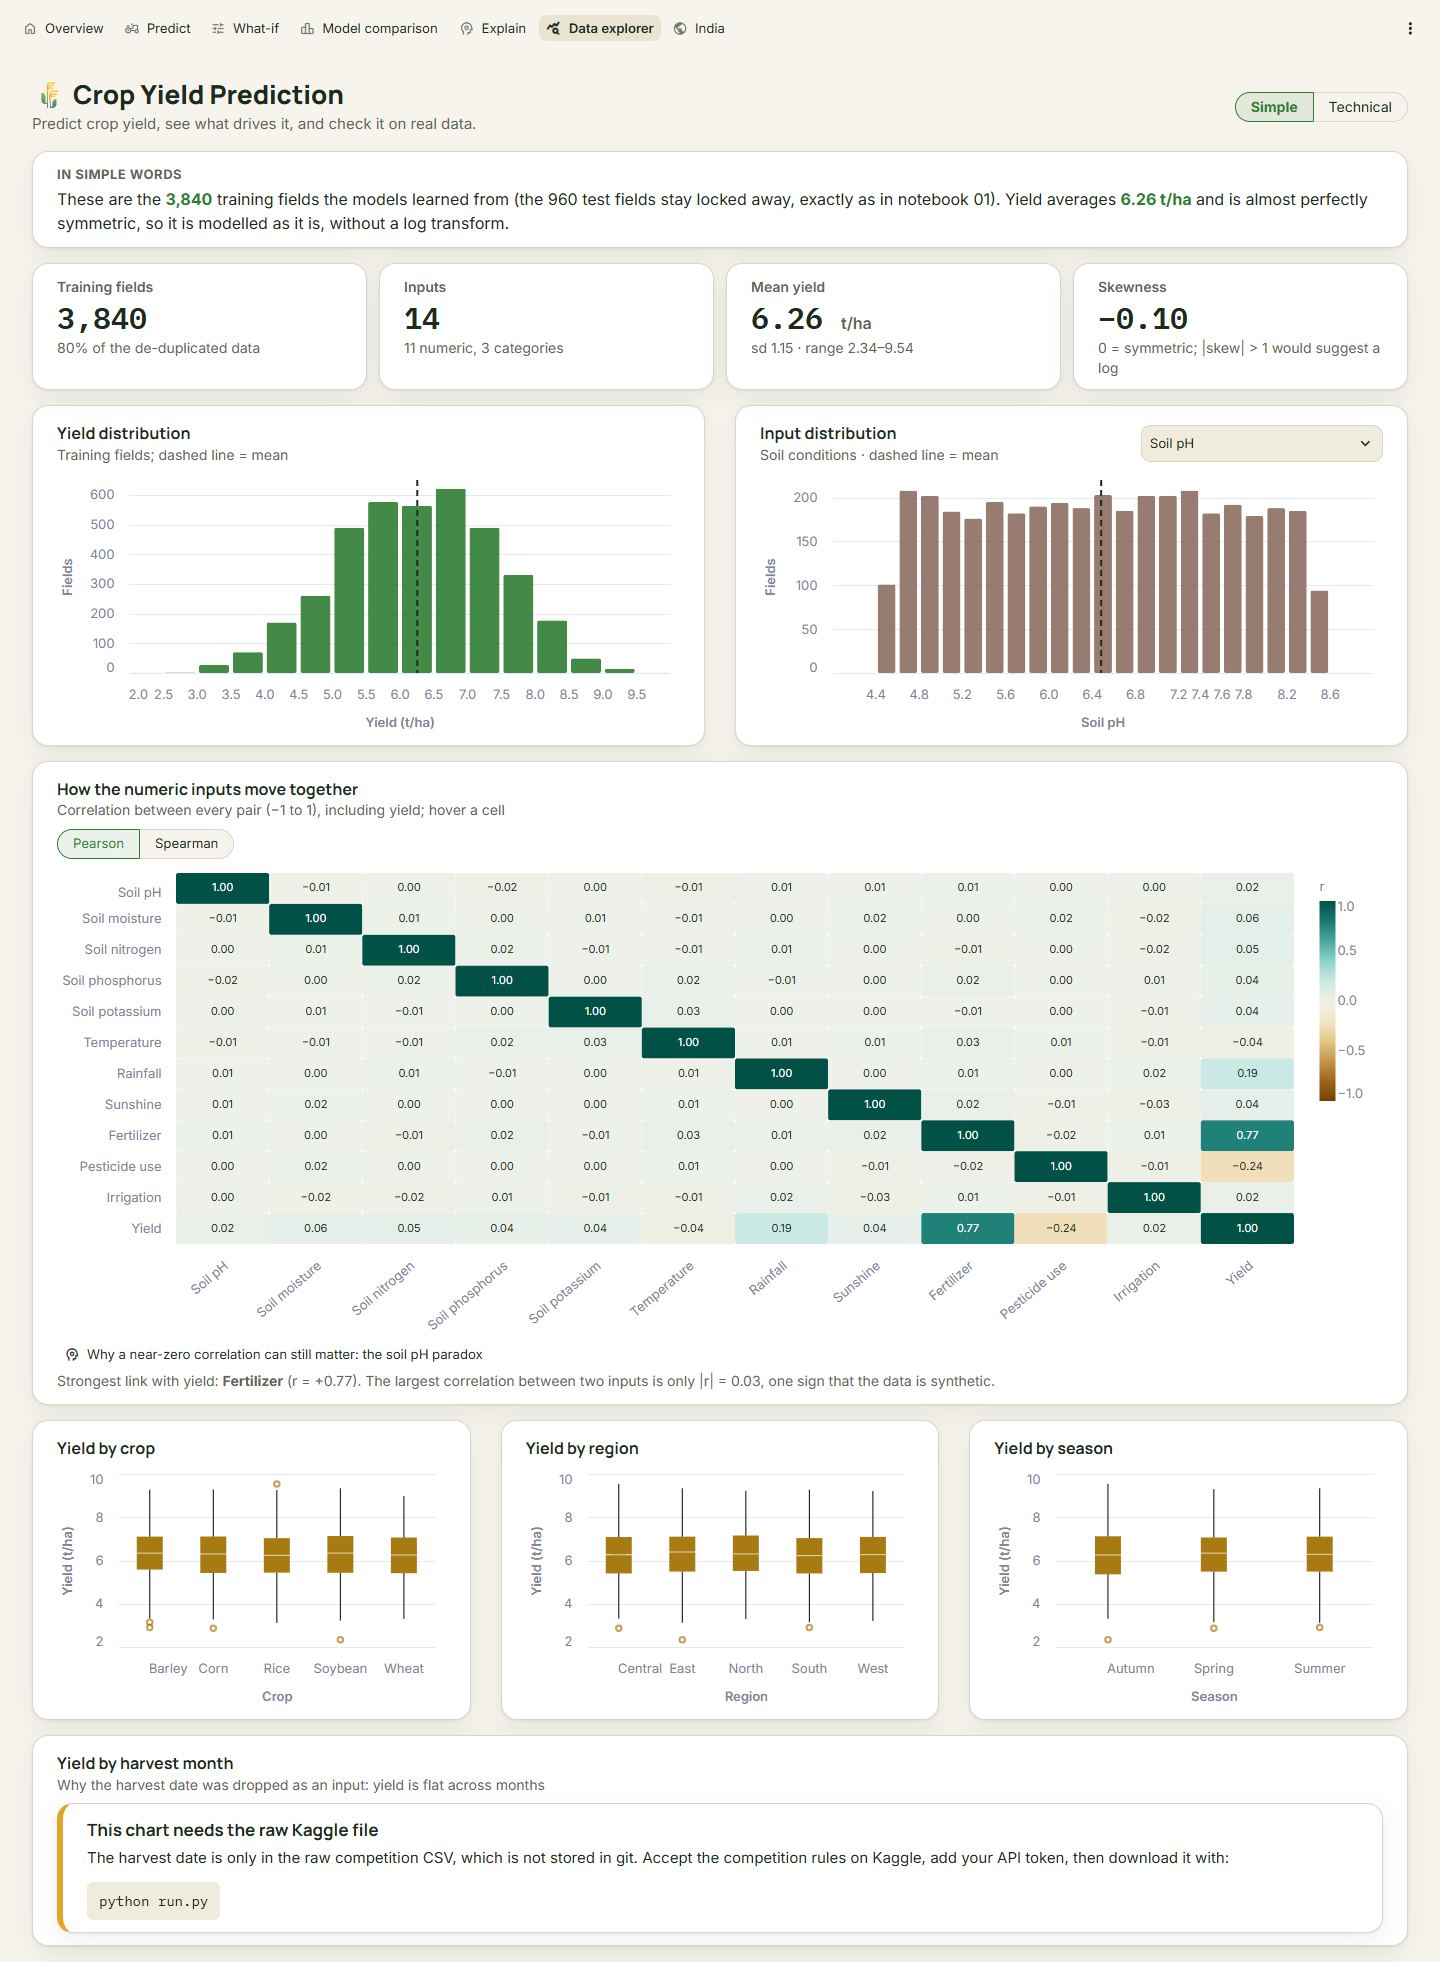 Overview Predict What-if Model comparison Explain Data explorer India
Crop Yield Prediction
Predict crop yield, see what drives it, and check it on real data.
Simple Technical
IN SIMPLE WORDS
These are the 3,840 training fields the models learned from (the 960 test fields stay locked away, exactly as in notebook 01). Yield averages 6.26 t/ha and is almost perfectly
symmetric, so it is modelled as it is, without a log transform.
Training fields
3,840
80% of the de-duplicated data
Inputs
14
11 numeric, 3 categories
Mean yield
6.26 t/ha
sd 1.15 · range 2.34–9.54
Skewness
−0.10
0 = symmetric; |skew| > 1 would suggest a
log
Yield distribution
Training fields; dashed line = mean
600
500
400
300
200
100
0
Fields
2.0 2.5 3.0 3.5 4.0 4.5 5.0 5.5 6.0 6.5 7.0 7.5 8.0 8.5 9.0 9.5
Yield (t/ha)
Input distribution
Soil conditions · dashed line = mean
Soil pH
200
150
100
50
0
Fields
4.4 4.8 5.2 5.6 6.0 6.4 6.8 7.2 7.4 7.6 7.8 8.2 8.6
Soil pH
How the numeric inputs move together
Correlation between every pair (−1 to 1), including yield; hover a cell
Pearson Spearman
Soil pH 1.00 −0.01 0.00 −0.02 0.00 −0.01 0.01 0.01 0.01 0.00 0.00 0.02
Soil moisture −0.01 1.00 0.01 0.00 0.01 −0.01 0.00 0.02 0.00 0.02 −0.02 0.06
Soil nitrogen 0.00 0.01 1.00 0.02 −0.01 −0.01 0.01 0.00 −0.01 0.00 −0.02 0.05
Soil phosphorus −0.02 0.00 0.02 1.00 0.00 0.02 −0.01 0.00 0.02 0.00 0.01 0.04
Soil potassium 0.00 0.01 −0.01 0.00 1.00 0.03 0.00 0.00 −0.01 0.00 −0.01 0.04
Temperature −0.01 −0.01 −0.01 0.02 0.03 1.00 0.01 0.01 0.03 0.01 −0.01 −0.04
Rainfall 0.01 0.00 0.01 −0.01 0.00 0.01 1.00 0.00 0.01 0.00 0.02 0.19
Sunshine 0.01 0.02 0.00 0.00 0.00 0.01 0.00 1.00 0.02 −0.01 −0.03 0.04
Fertilizer 0.01 0.00 −0.01 0.02 −0.01 0.03 0.01 0.02 1.00 −0.02 0.01 0.77
Pesticide use 0.00 0.02 0.00 0.00 0.00 0.01 0.00 −0.01 −0.02 1.00 −0.01 −0.24
Irrigation 0.00 −0.02 −0.02 0.01 −0.01 −0.01 0.02 −0.03 0.01 −0.01 1.00 0.02
Yield 0.02 0.06 0.05 0.04 0.04 −0.04 0.19 0.04 0.77 −0.24 0.02 1.00
Soil pH Soil moisture Soil nitrogen Soil phosphorus Soil potassium Temperature Rainfall Sunshine Fertilizer Pesticide use Irrigation Yield
r
1.0
0.5
0.0
−0.5
−1.0
Why a near-zero correlation can still matter: the soil pH paradox
Strongest link with yield: Fertilizer (r = +0.77). The largest correlation between two inputs is only |r| = 0.03, one sign that the data is synthetic.
Yield by crop
10
8
6
4
2
Yield (t/ha)
Barley Corn Rice Soybean Wheat
Crop
Yield by region
10
8
6
4
2
Yield (t/ha)
Central East North South West
Region
Yield by season
10
8
6
4
2
Yield (t/ha)
Autumn Spring Summer
Season
Yield by harvest month
Why the harvest date was dropped as an input: yield is flat across months
This chart needs the raw Kaggle file
The harvest date is only in the raw competition CSV, which is not stored in git. Accept the competition rules on Kaggle, add your API token, then download it with:
python run.py